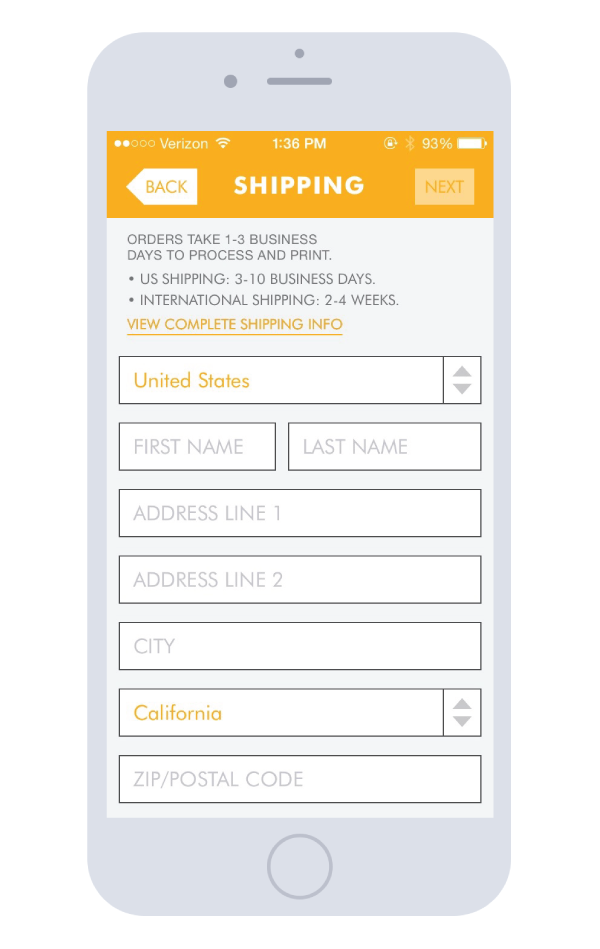 Verizon 1:36 PM 93%
BACK SHIPPING NEXT
ORDERS TAKE 1-3 BUSINESS
DAYS TO PROCESS AND PRINT.
• US SHIPPING: 3-10 BUSINESS DAYS.
• INTERNATIONAL SHIPPING: 2-4 WEEKS.
VIEW COMPLETE SHIPPING INFO
United States
FIRST NAME LAST NAME
ADDRESS LINE 1
ADDRESS LINE 2
CITY
California
ZIP/POSTAL CODE